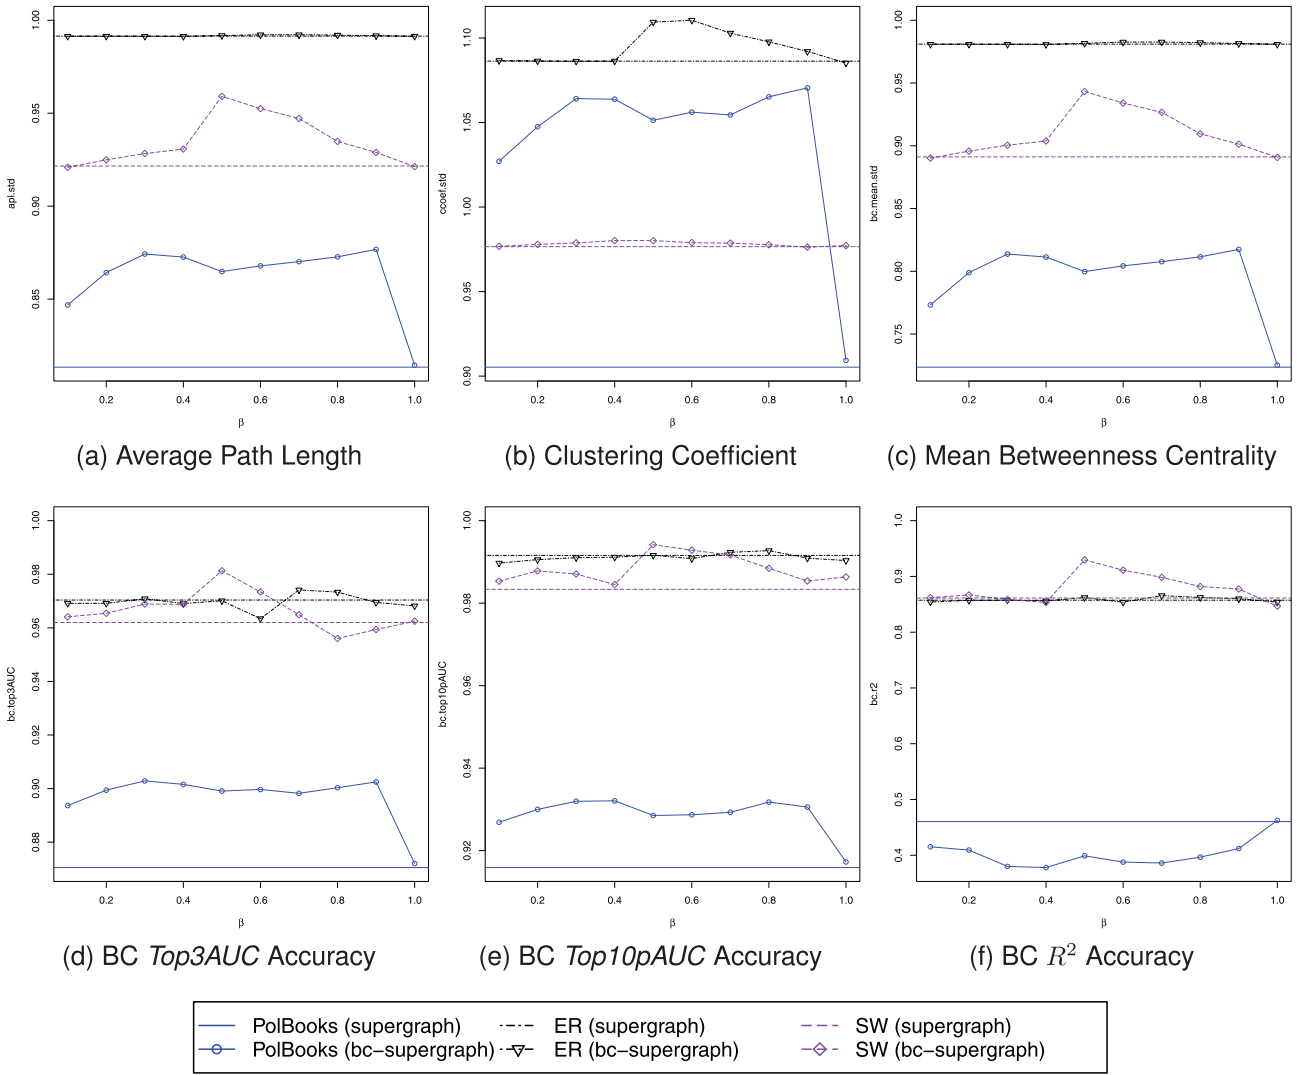 1.00
0.95
0.90
0.85
apl.std
0.2 0.4 0.6 0.8 1.0
β
(a) Average Path Length
1.10
1.05
1.00
0.95
0.90
ccoef.std
0.2 0.4 0.6 0.8 1.0
β
(b) Clustering Coefficient
1.00
0.95
0.90
0.85
0.80
0.75
bc.mean.std
0.2 0.4 0.6 0.8 1.0
β
(c) Mean Betweenness Centrality
1.00
0.98
0.96
0.94
0.92
0.90
0.88
bc.top3AUC
0.2 0.4 0.6 0.8 1.0
β
(d) BC Top3AUC Accuracy
1.00
0.98
0.96
0.94
0.92
bc.top10pAUC
0.2 0.4 0.6 0.8 1.0
β
(e) BC Top10pAUC Accuracy
1.0
0.9
0.8
0.7
0.6
0.5
0.4
bc.r2
0.2 0.4 0.6 0.8 1.0
β
(f) BC R² Accuracy
PolBooks (supergraph) ER (supergraph) SW (supergraph)
PolBooks (bc−supergraph) ER (bc−supergraph) SW (bc−supergraph)